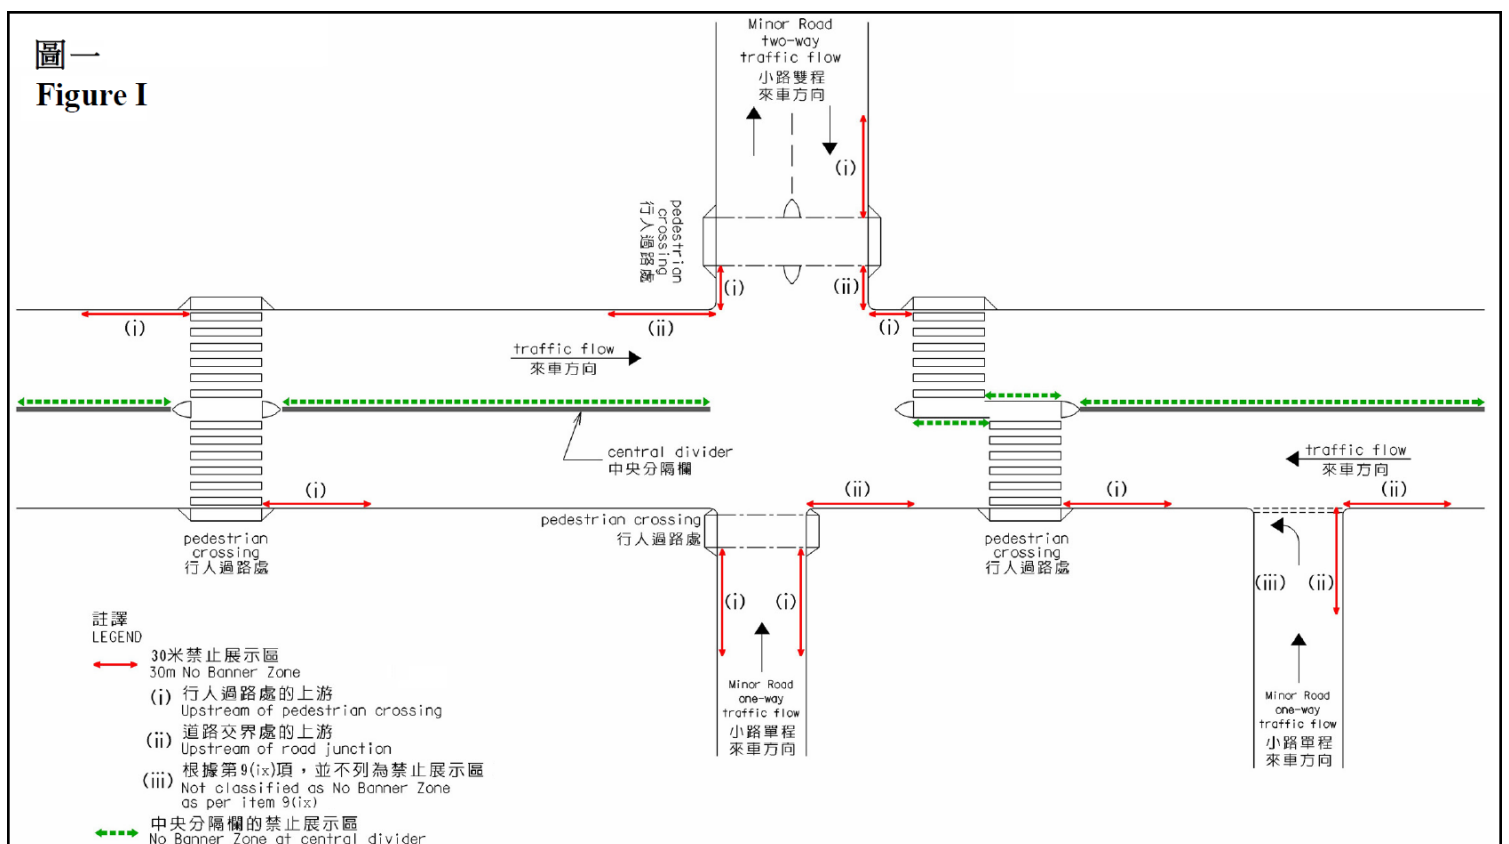 圖一
Figure I
Minor Road
two-way
traffic flow
小路雙程
來車方向
(i)
pedestrian
crossing
行人過路處
(i)
(ii)
(i)
(ii)
(i)
traffic flow
來車方向
central divider
中央分隔欄
traffic flow
來車方向
(i)
(ii)
(i)
(ii)
pedestrian crossing
行人過路處
pedestrian
crossing
行人過路處
pedestrian
crossing
行人過路處
(i)
(i)
(iii)
(ii)
Minor Road
one-way
traffic flow
小路單程
來車方向
Minor Road
one-way
traffic flow
小路單程
來車方向
註譯
LEGEND
30米禁止展示區
30m No Banner Zone
(i) 行人過路處的上游
Upstream of pedestrian crossing
(ii) 道路交界處的上游
Upstream of road junction
(iii) 根據第9(ix)項，並不列為禁止展示區
Not classified as No Banner Zone
as per item 9(ix)
中央分隔欄的禁止展示區
No Banner Zone at central divider